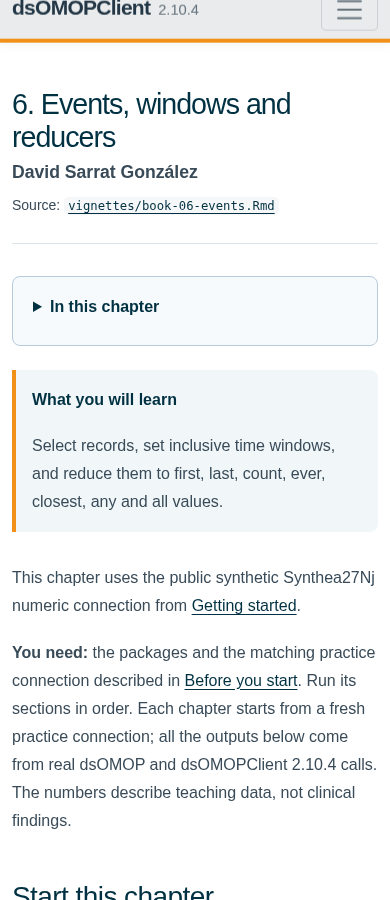 dsOMOPClient 2.10.4
6. Events, windows and
reducers
David Sarrat González
Source: vignettes/book-06-events.Rmd
In this chapter
What you will learn
Select records, set inclusive time windows,
and reduce them to first, last, count, ever,
closest, any and all values.
This chapter uses the public synthetic Synthea27Nj
numeric connection from Getting started.
You need: the packages and the matching practice
connection described in Before you start. Run its
sections in order. Each chapter starts from a fresh
practice connection; all the outputs below come
from real dsOMOP and dsOMOPClient 2.10.4 calls.
The numbers describe teaching data, not clinical
findings.
Start this chapter